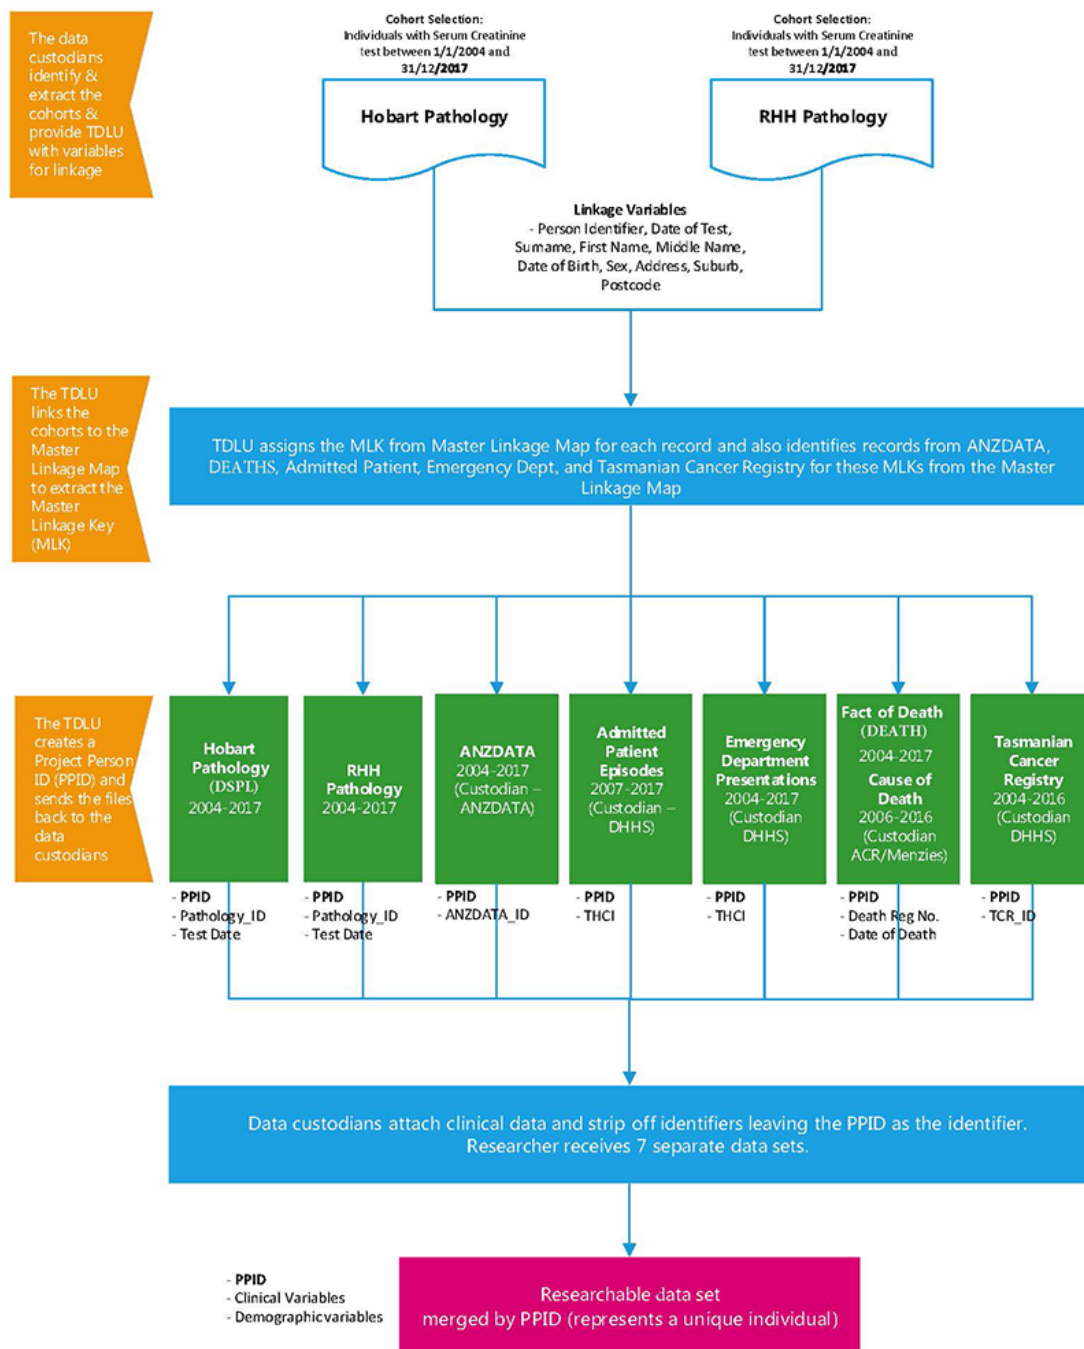 The data
custodians
identify &
extract the
cohorts &
provide TDLU
with variables
for linkage
Cohort Selection:
Individuals with Serum Creatinine
test between 1/1/2004 and
31/12/2017
Hobart Pathology
Cohort Selection:
Individuals with Serum Creatinine
test between 1/1/2004 and
31/12/2017
RHH Pathology
Linkage Variables
- Person Identifier, Date of Test,
Surname, First Name, Middle Name,
Date of Birth, Sex, Address, Suburb,
Postcode
The TDLU
links the
cohorts to the
Master
Linkage Map
to extract the
Master
Linkage Key
(MLK)
TDLU assigns the MLK from Master Linkage Map for each record and also identifies records from ANZDATA,
DEATHS, Admitted Patient, Emergency Dept, and Tasmanian Cancer Registry for these MLKs from the Master
Linkage Map
The TDLU
creates a
Project Person
ID (PPID) and
sends the files
back to the
data
custodians
Hobart
Pathology
(DSPL)
2004-2017
- PPID
- Pathology_ID
- Test Date
RHH
Pathology
2004-2017
- PPID
- Pathology_ID
- Test Date
ANZDATA
2004-2017
(Custodian –
ANZDATA)
- PPID
- ANZDATA_ID
Admitted
Patient
Episodes
2007-2017
(Custodian –
DHHS)
- PPID
- THCI
Emergency
Department
Presentations
2004-2017
(Custodian
DHHS)
- PPID
- THCI
Fact of Death
(DEATH)
2004-2017
Cause of
Death
2006-2016
(Custodian
ACR/Menzies)
- PPID
- Death Reg No.
- Date of Death
Tasmanian
Cancer
Registry
2004-2016
(Custodian
DHHS)
- PPID
- TCR_ID
Data custodians attach clinical data and strip off identifiers leaving the PPID as the identifier.
Researcher receives 7 separate data sets.
- PPID
- Clinical Variables
- Demographicvariables
Researchable data set
merged by PPID (represents a unique individual)